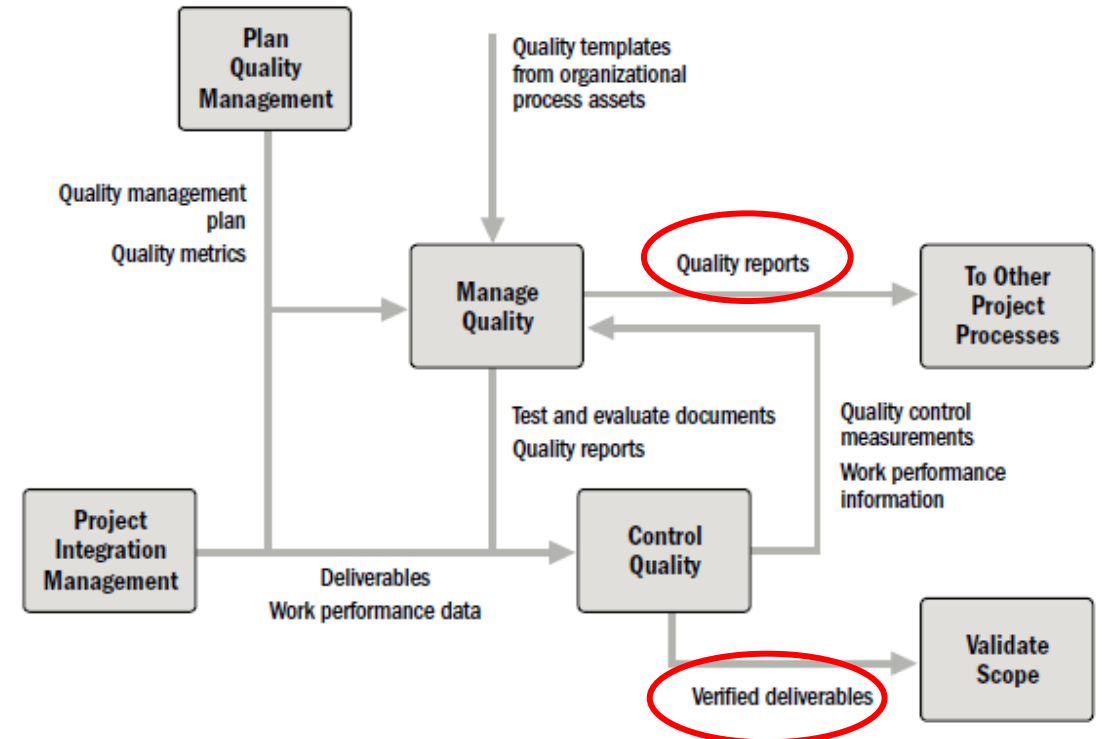 Plan
Quality
Management
Quality templates
from organizational
process assets
Quality management
plan
Quality metrics
Manage
Quality
Quality reports
To Other
Project
Processes
Test and evaluate documents
Quality reports
Quality control
measurements
Work performance
information
Project
Integration
Management
Deliverables
Work performance data
Control
Quality
Verified deliverables
Validate
Scope